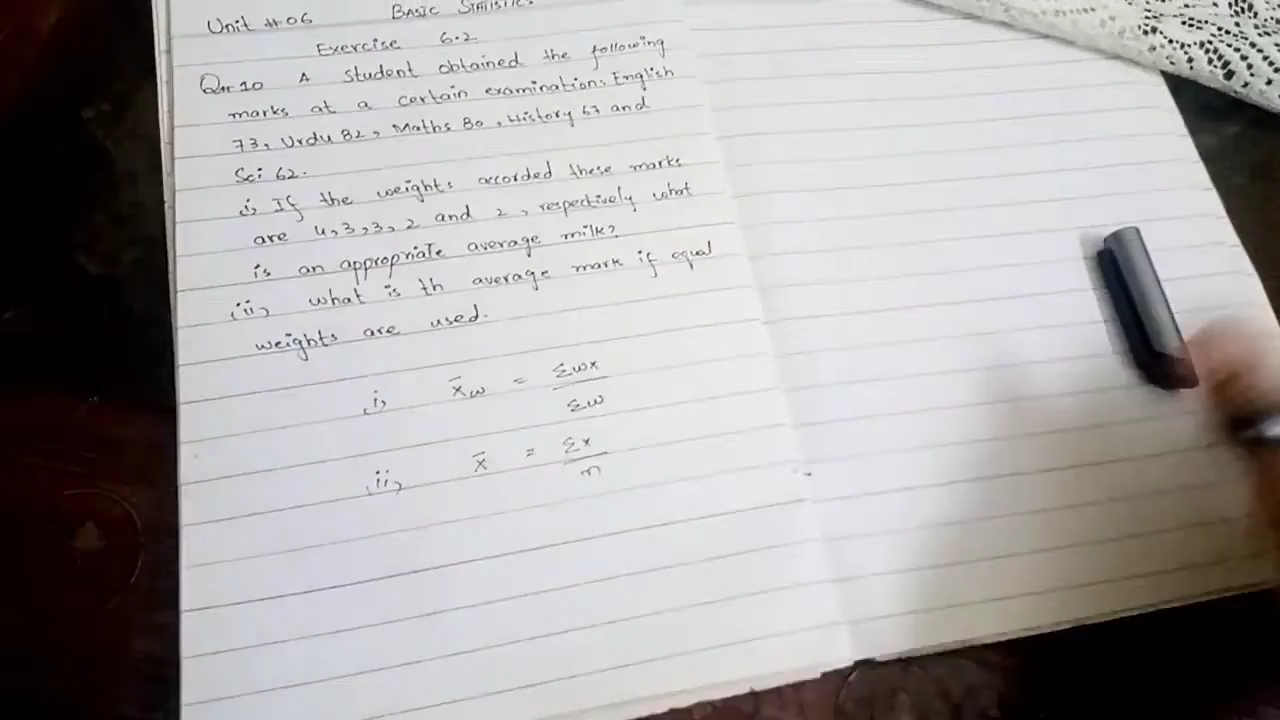 Unit # 06 BASIC STATISTICS
Exercise 6.2
Q# 10 A student obtained the following
marks at a certain examination: English
73, Urdu 82, Maths 80, History 67 and
Sci 62.
i, If the weights accorded these marks
are 4, 3, 3, 2 and 2, respectively what
is an appropriate average milk?
(ii, what is th average mark if equal
weights are used.
i, x̄w = Σwx / Σw
ii, x̄ = Σx / n